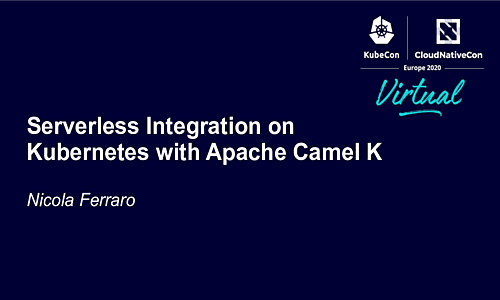 KubeCon
CloudNativeCon
Europe 2020
Virtual
Serverless Integration on
Kubernetes with Apache Camel K
Nicola Ferraro